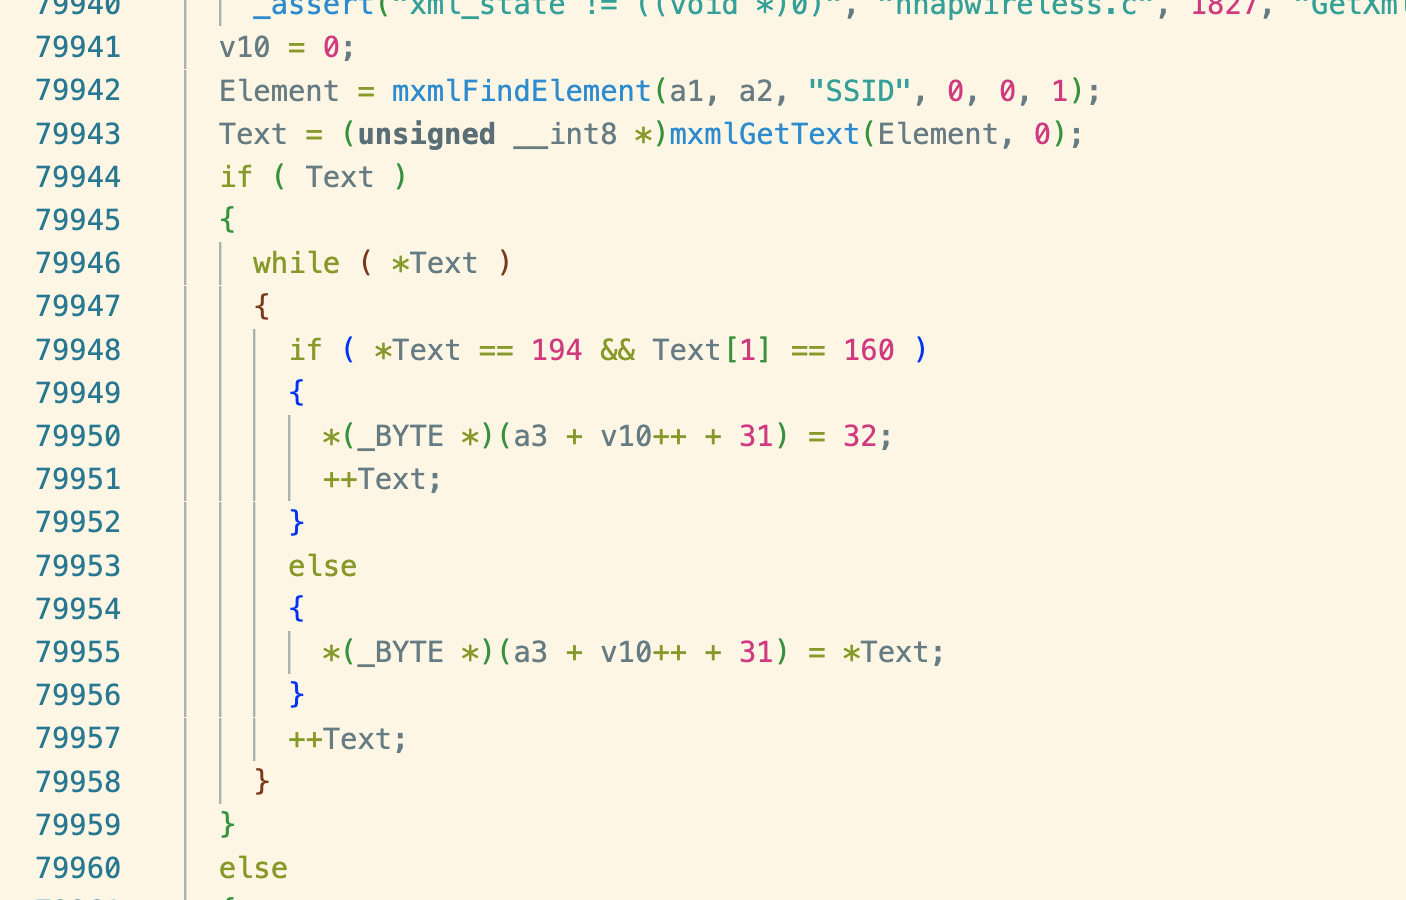 79940 _assert("xml_state != ((void *)0)", "hnapwireless.c", 1827, "GetXml
79941 v10 = 0;
79942 Element = mxmlFindElement(a1, a2, "SSID", 0, 0, 1);
79943 Text = (unsigned __int8 *)mxmlGetText(Element, 0);
79944 if ( Text )
79945 {
79946 while ( *Text )
79947 {
79948 if ( *Text == 194 && Text[1] == 160 )
79949 {
79950 *(_BYTE *)(a3 + v10++ + 31) = 32;
79951 ++Text;
79952 }
79953 else
79954 {
79955 *(_BYTE *)(a3 + v10++ + 31) = *Text;
79956 }
79957 ++Text;
79958 }
79959 }
79960 else